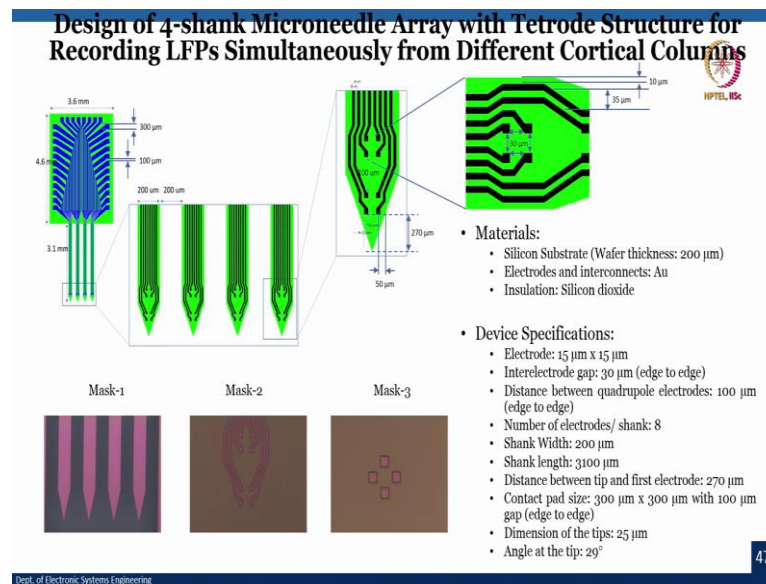 Design of 4-shank Microneedle Array with Tetrode Structure for
Recording LFPs Simultaneously from Different Cortical Columns
NPTEL, IISc
3.6 mm
300 μm
100 μm
4.6 m
3.1 mm
200 um
200 um
270 μm
50 μm
30 μm
10 μm
35 μm
• Materials:
• Silicon Substrate (Wafer thickness: 200 μm)
• Electrodes and interconnects: Au
• Insulation: Silicon dioxide
• Device Specifications:
• Electrode: 15 μm x 15 μm
• Interelectrode gap: 30 μm (edge to edge)
• Distance between quadrupole electrodes: 100 μm
(edge to edge)
• Number of electrodes/ shank: 8
• Shank Width: 200 μm
• Shank length: 3100 μm
• Distance between tip and first electrode: 270 μm
• Contact pad size: 300 μm x 300 μm with 100 μm
gap (edge to edge)
• Dimension of the tips: 25 μm
• Angle at the tip: 29°
Mask-1
Mask-2
Mask-3
47
Dept. of Electronic Systems Engineering